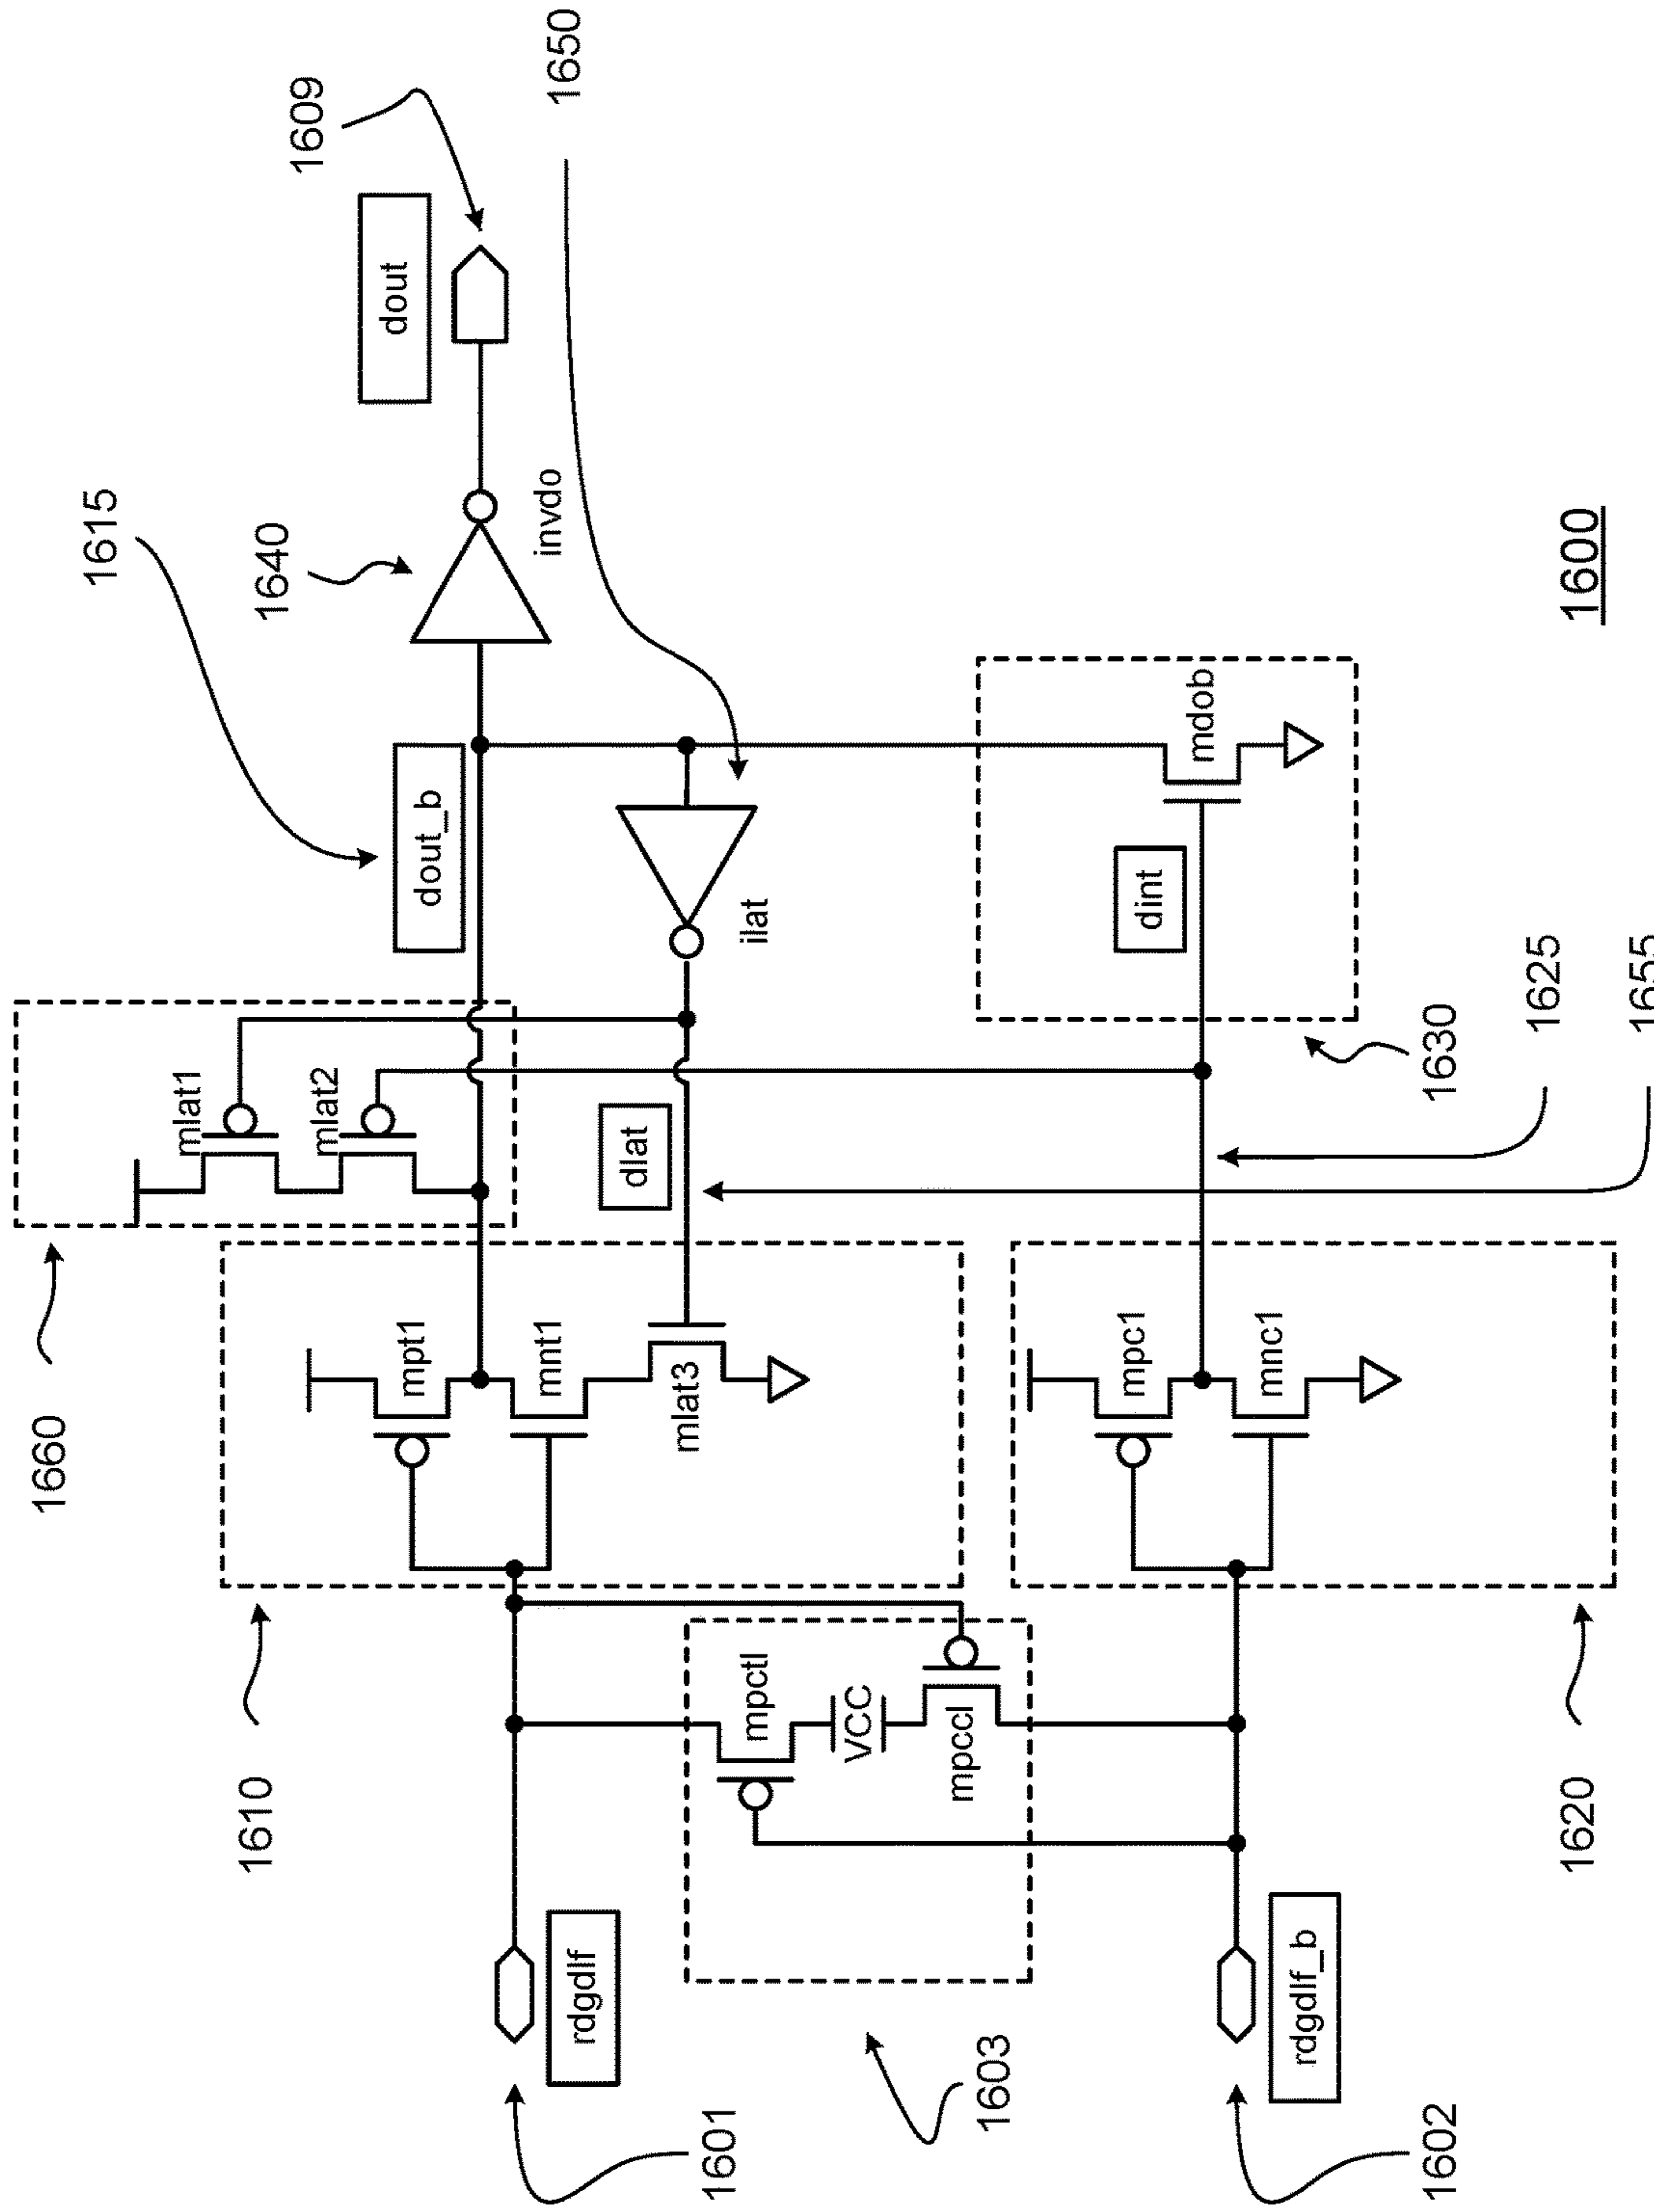 1601
rdgdlf
1602
rdgdlf_b
1603
mpctl
VCC
mpccl
1610
mpt1
mnt1
mlat3
1620
mpc1
mnc1
1660
mlat1
mlat2
dlat
1655
1625
1630
dint
mdob
ilat
1650
dout_b
1615
1640
invdo
dout
1609
1600